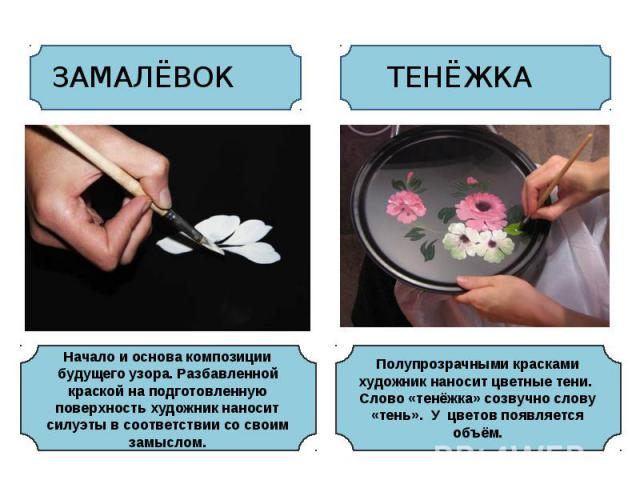 ЗАМАЛЁВОК
ТЕНЁЖКА
Начало и основа композиции
будущего узора. Разбавленной
краской на подготовленную
поверхность художник наносит
силуэты в соответствии со своим
замыслом.
Полупрозрачными красками
художник наносит цветные тени.
Слово «тенёжка» созвучно слову
«тень». У цветов появляется
объём.